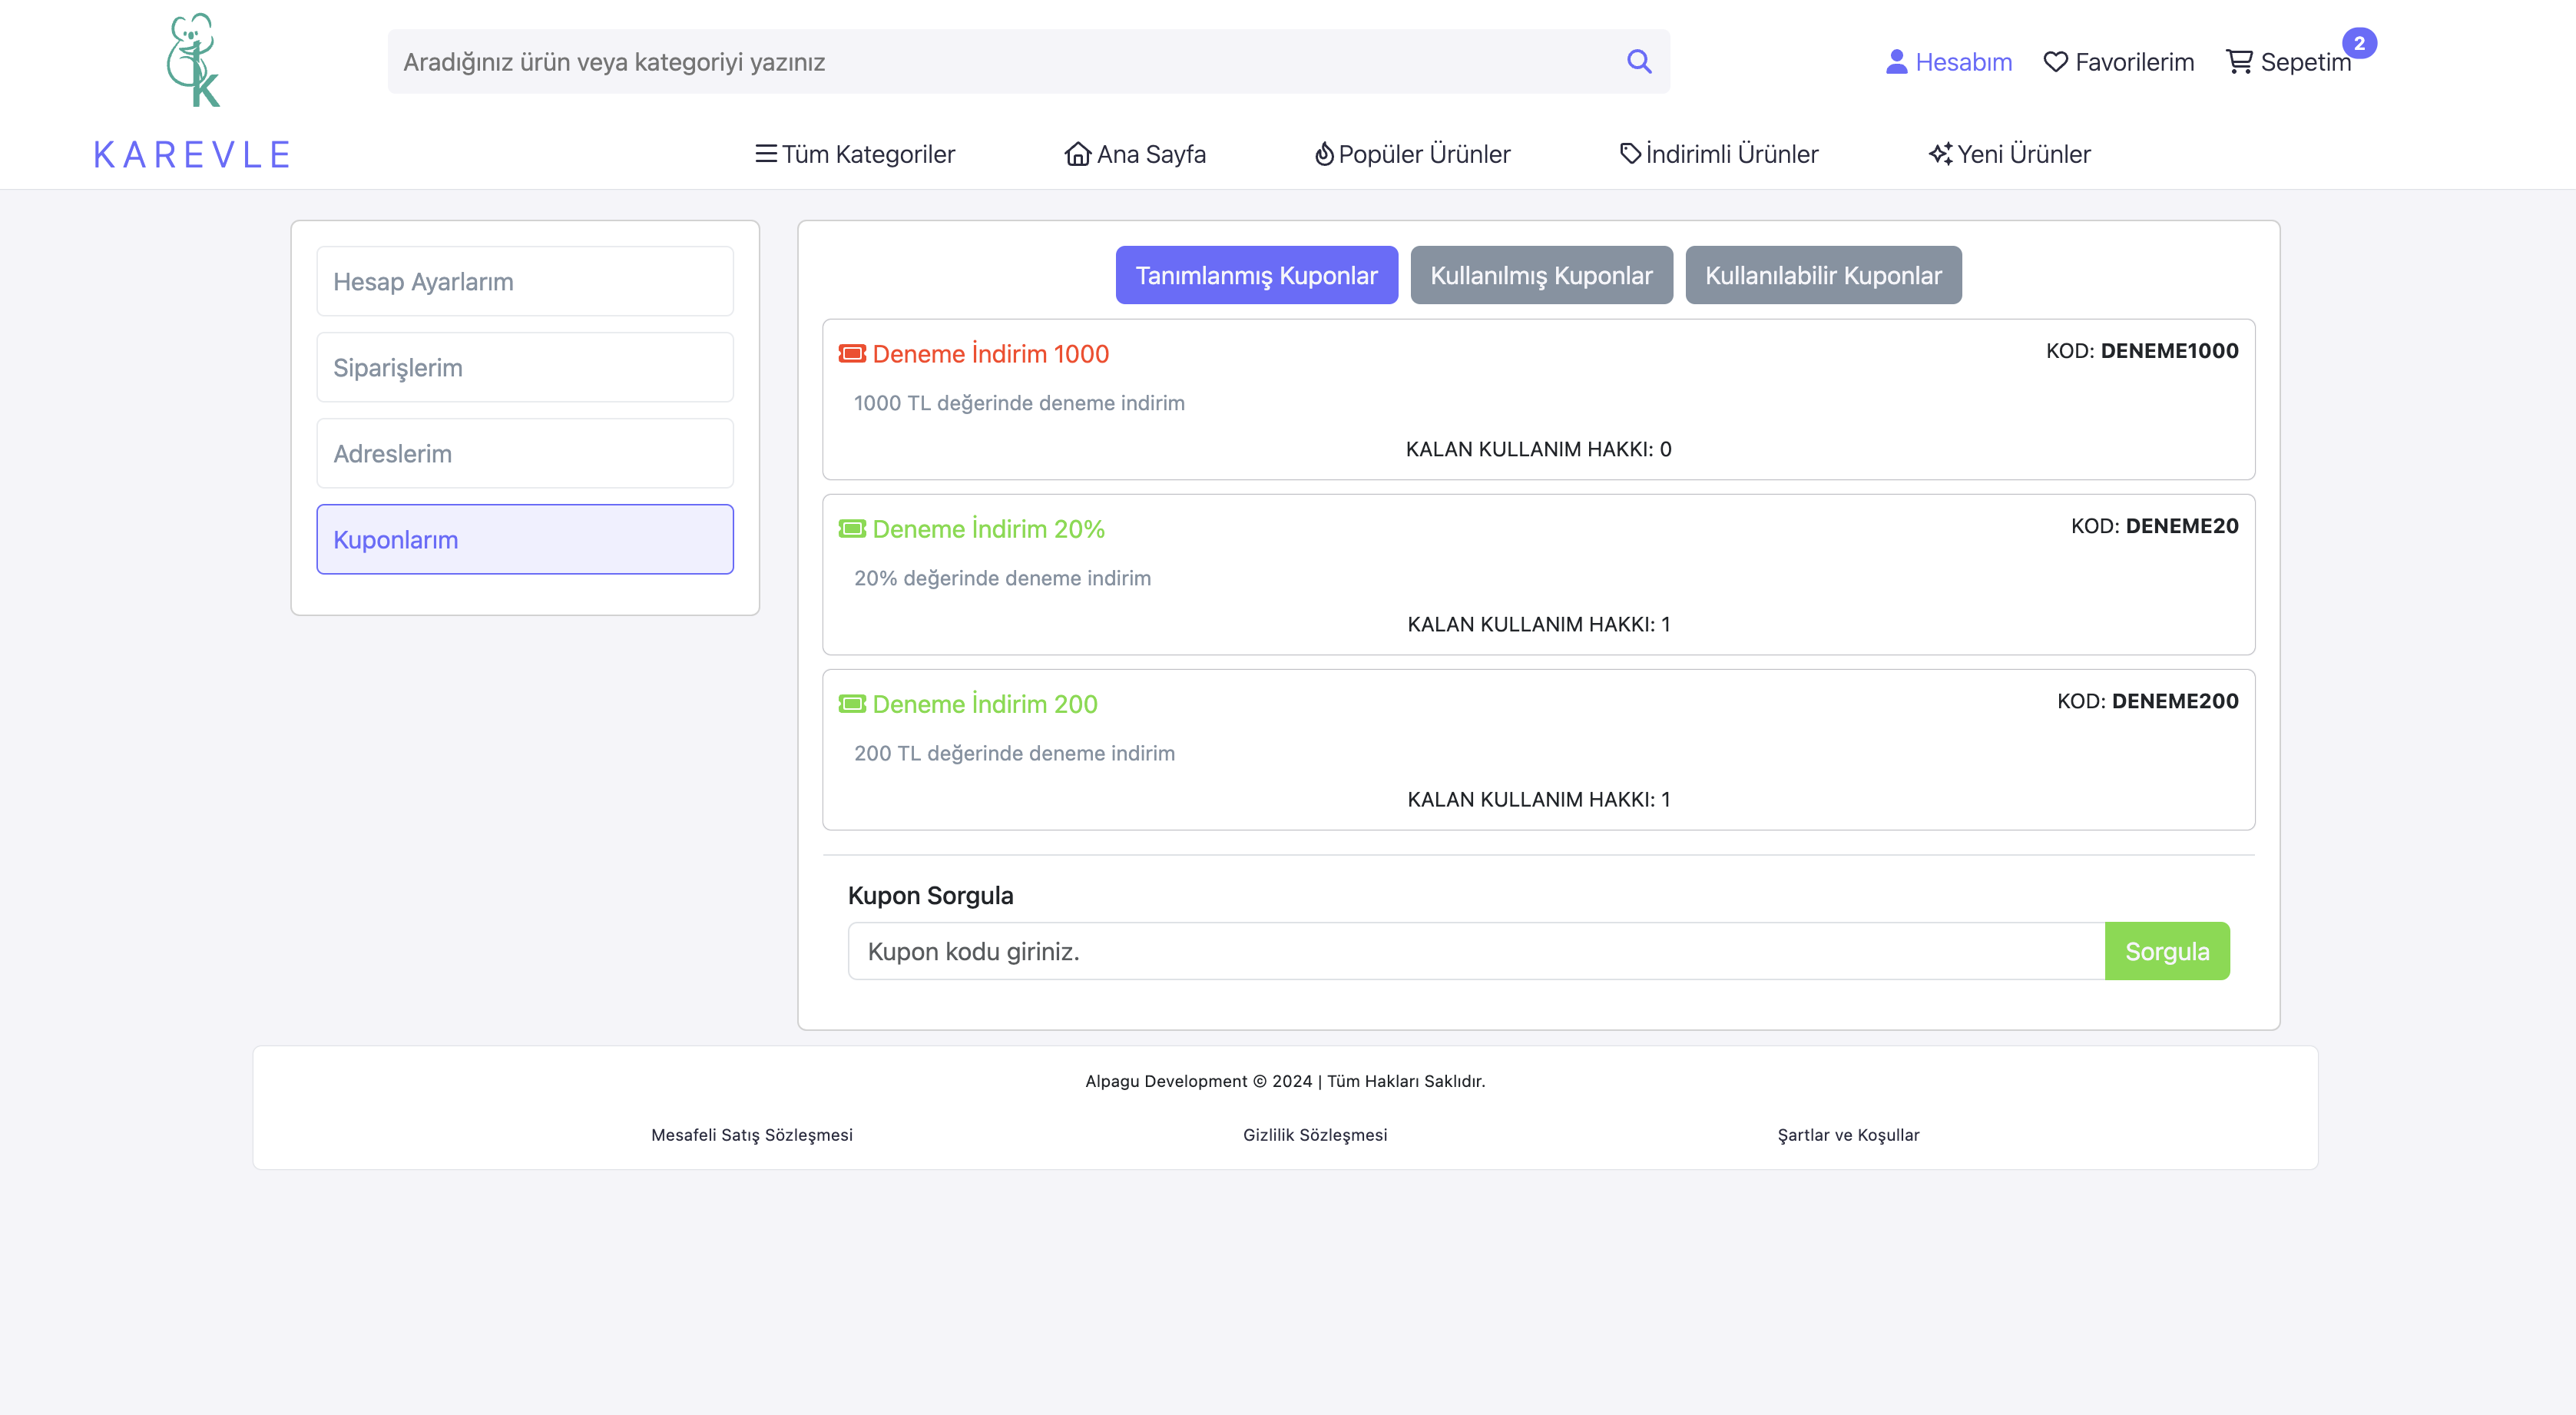 Aradığınız ürün veya kategoriyi yazınız
Hesabım
Favorilerim
Sepetim
2
K
KAREVLE
Tüm Kategoriler
Ana Sayfa
Popüler Ürünler
İndirimli Ürünler
Yeni Ürünler
Hesap Ayarlarım
Siparişlerim
Adreslerim
Kuponlarım
Tanımlanmış Kuponlar
Kullanılmış Kuponlar
Kullanılabilir Kuponlar
Deneme İndirim 1000
KOD: DENEME1000
1000 TL değerinde deneme indirim
KALAN KULLANIM HAKKI: 0
Deneme İndirim 20%
KOD: DENEME20
20% değerinde deneme indirim
KALAN KULLANIM HAKKI: 1
Deneme İndirim 200
KOD: DENEME200
200 TL değerinde deneme indirim
KALAN KULLANIM HAKKI: 1
Kupon Sorgula
Kupon kodu giriniz.
Sorgula
Alpagu Development © 2024 | Tüm Hakları Saklıdır.
Mesafeli Satış Sözleşmesi
Gizlilik Sözleşmesi
Şartlar ve Koşullar